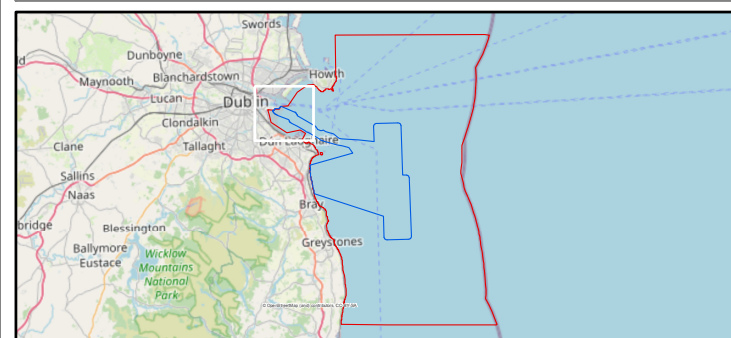 Swords
Dunboyne
Maynooth
Blanchardstown
Howth
Lucan
Dublin
Clondalkin
Clane
Tallaght
Dún Laoghaire
Sallins
Naas
Bray
bridge
Blessington
Ballymore
Eustace
Greystones
Wicklow
Mountains
National
Park